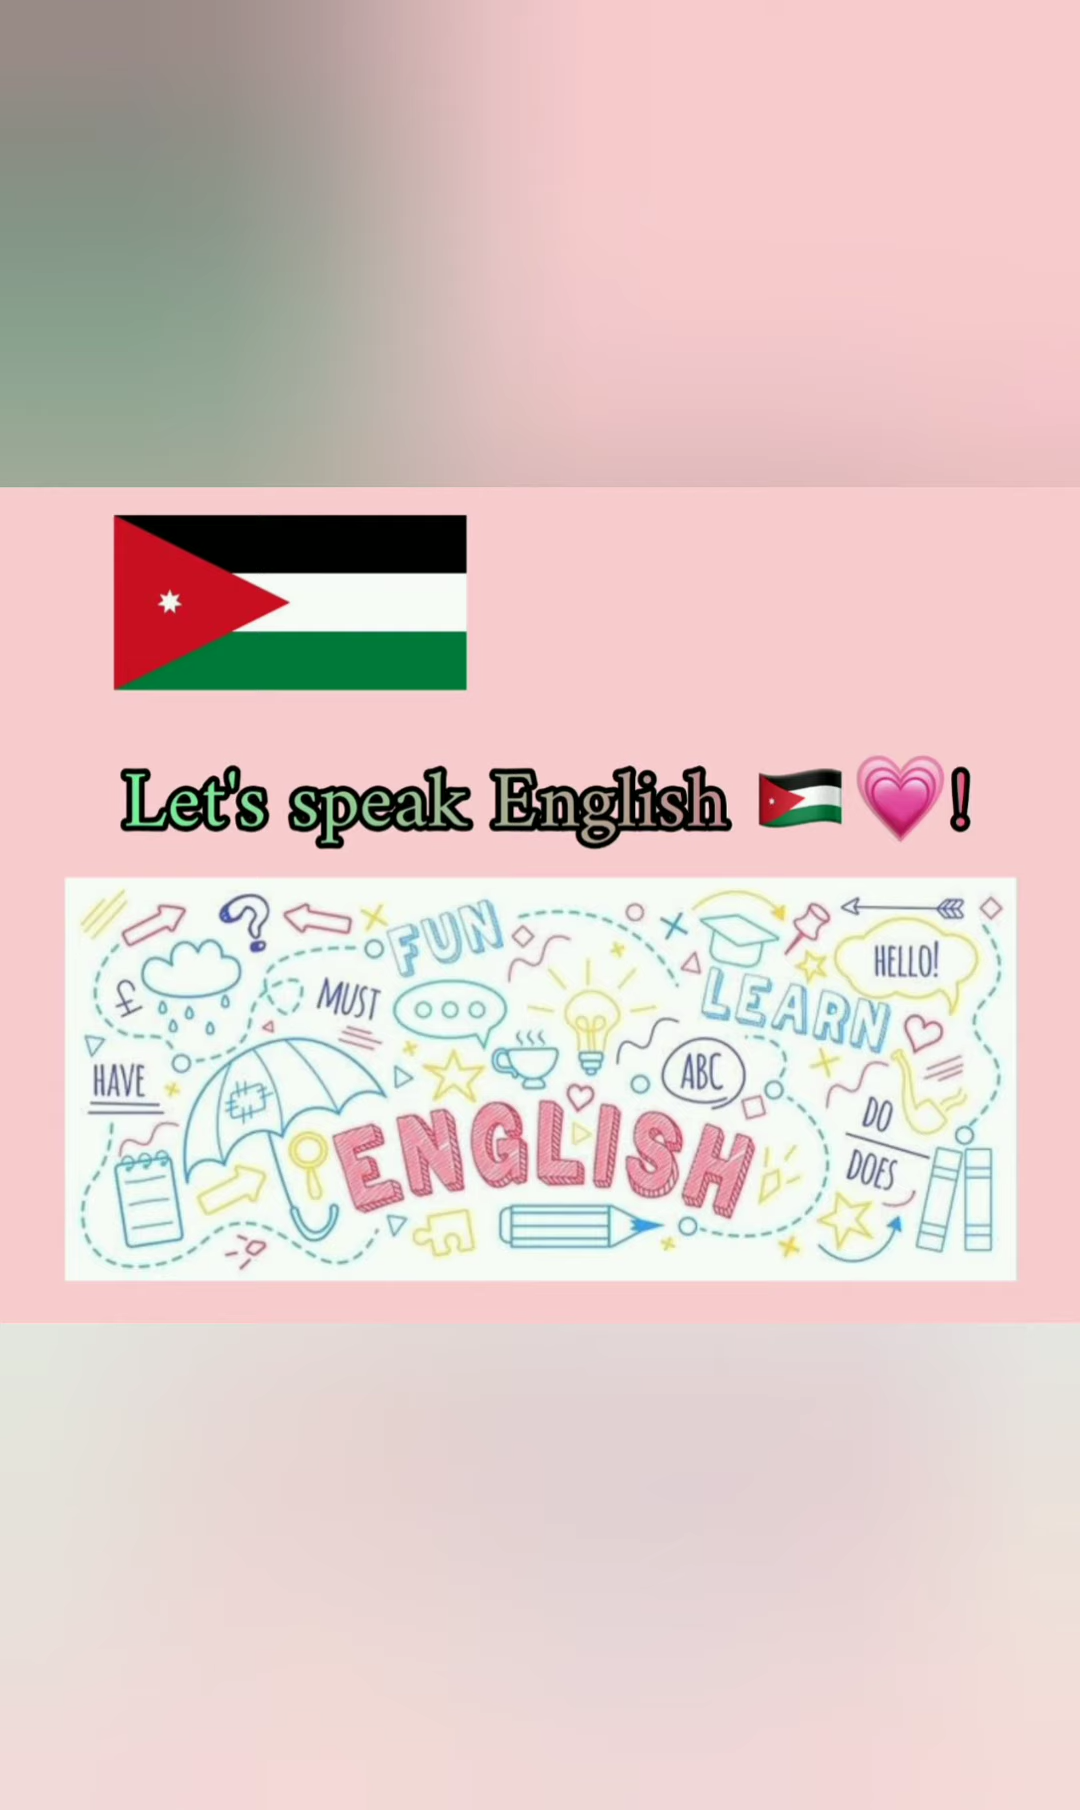 Let's speak English 🇯🇴💗!
FUN
HELLO!
MUST
LEARN
£
HAVE
ABC
DO
DOES
ENGLISH